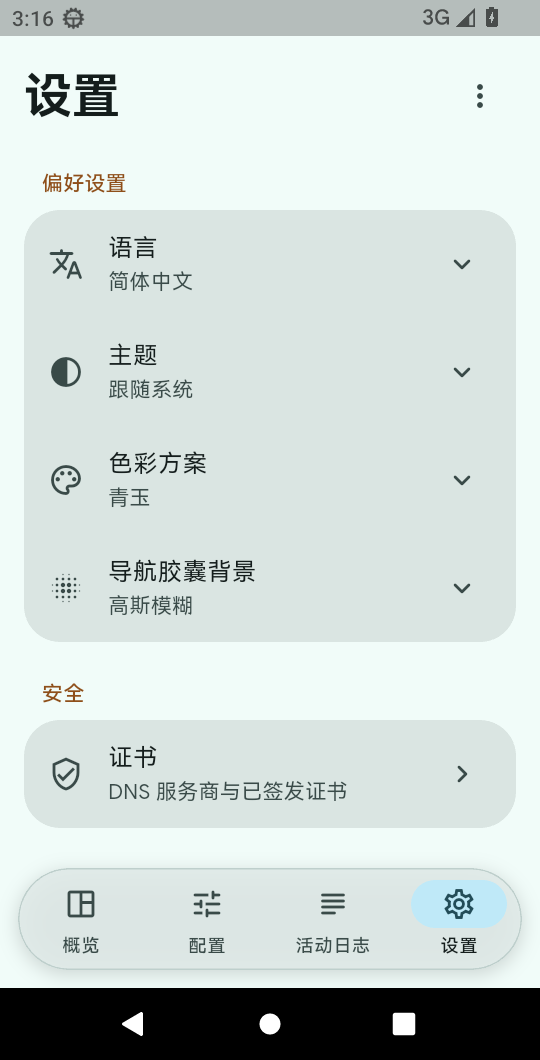 3:16
3G
设置
偏好设置
语言
简体中文
主题
跟随系统
色彩方案
青玉
导航胶囊背景
高斯模糊
安全
证书
DNS 服务商与已签发证书
概览
配置
活动日志
设置